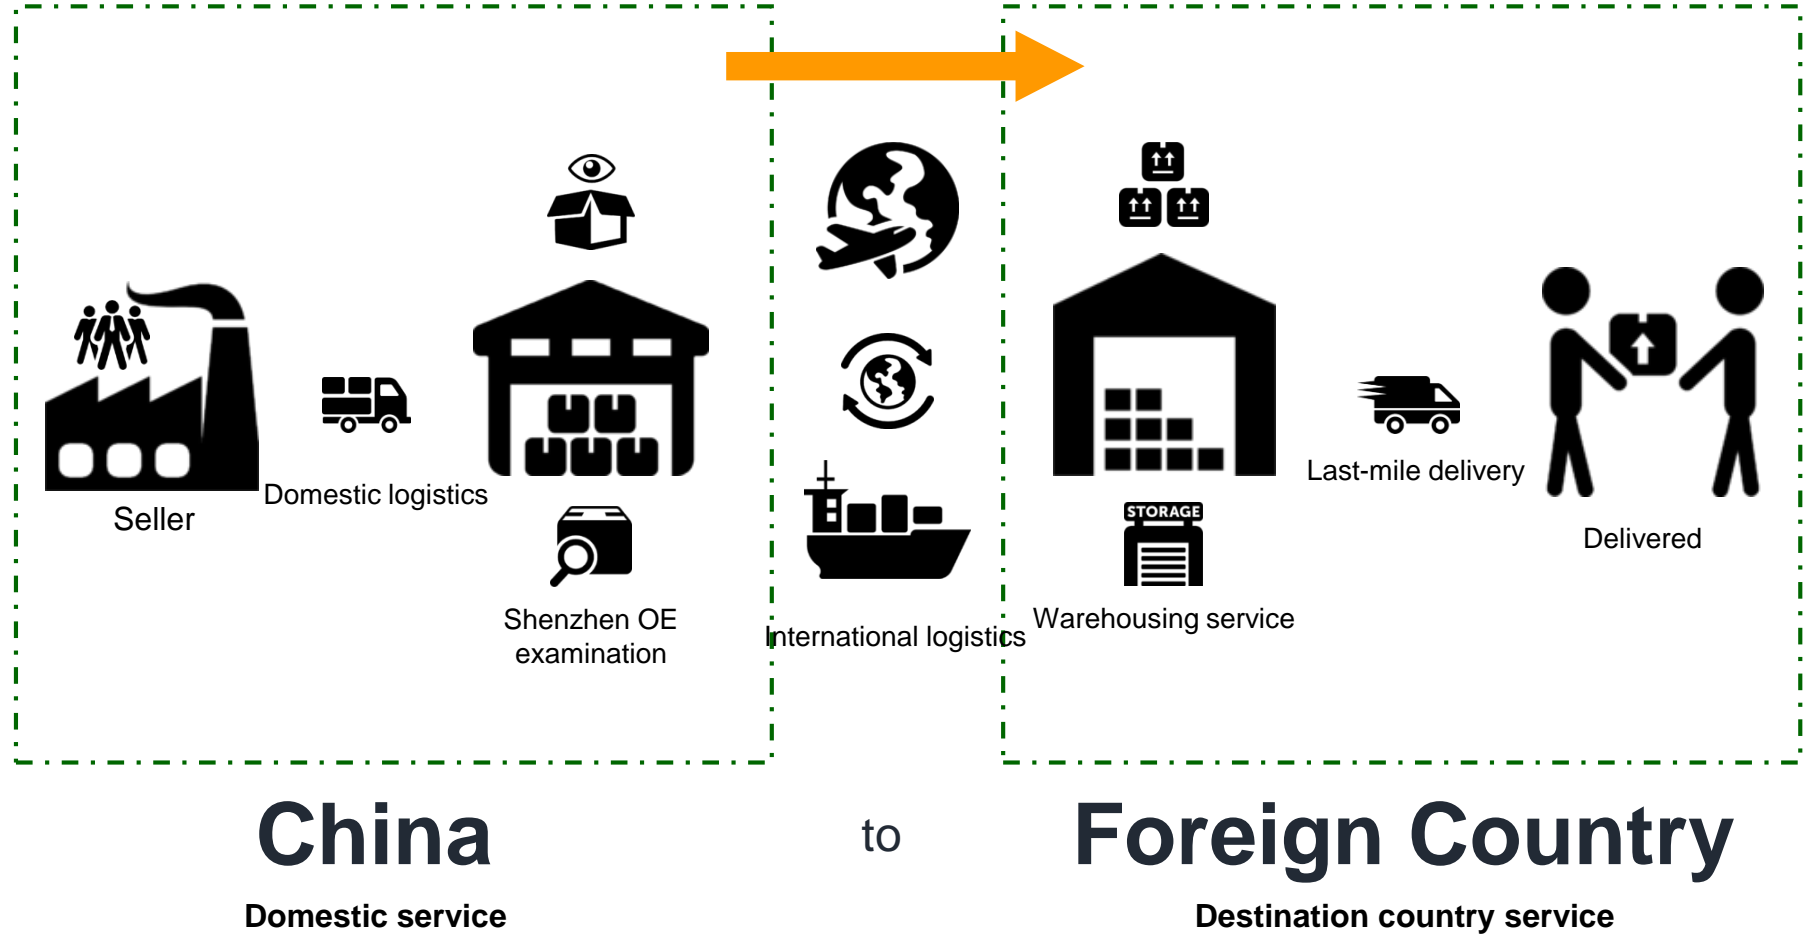 Seller
Domestic logistics
Shenzhen OE
examination
International logistics
STORAGE
Warehousing service
Last-mile delivery
Delivered
China
to
Foreign Country
Domestic service
Destination country service